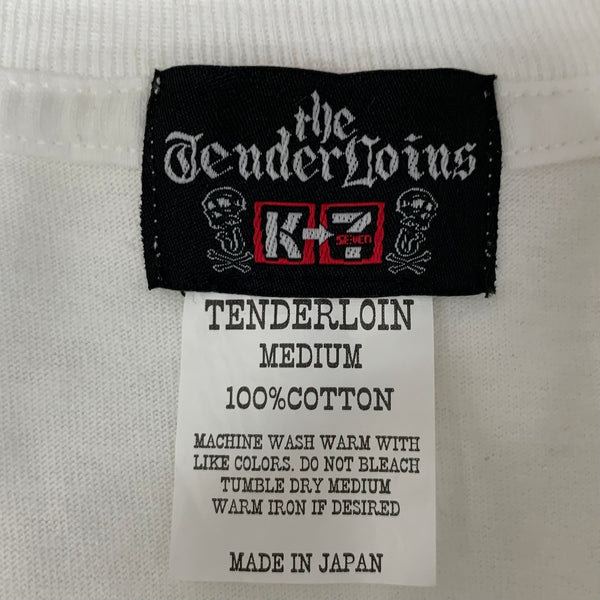 the
TenderLoins
K→7
SEVEN
TENDERLOIN
MEDIUM
100%COTTON
MACHINE WASH WARM WITH
LIKE COLORS. DO NOT BLEACH
TUMBLE DRY MEDIUM
WARM IRON IF DESIRED
MADE IN JAPAN